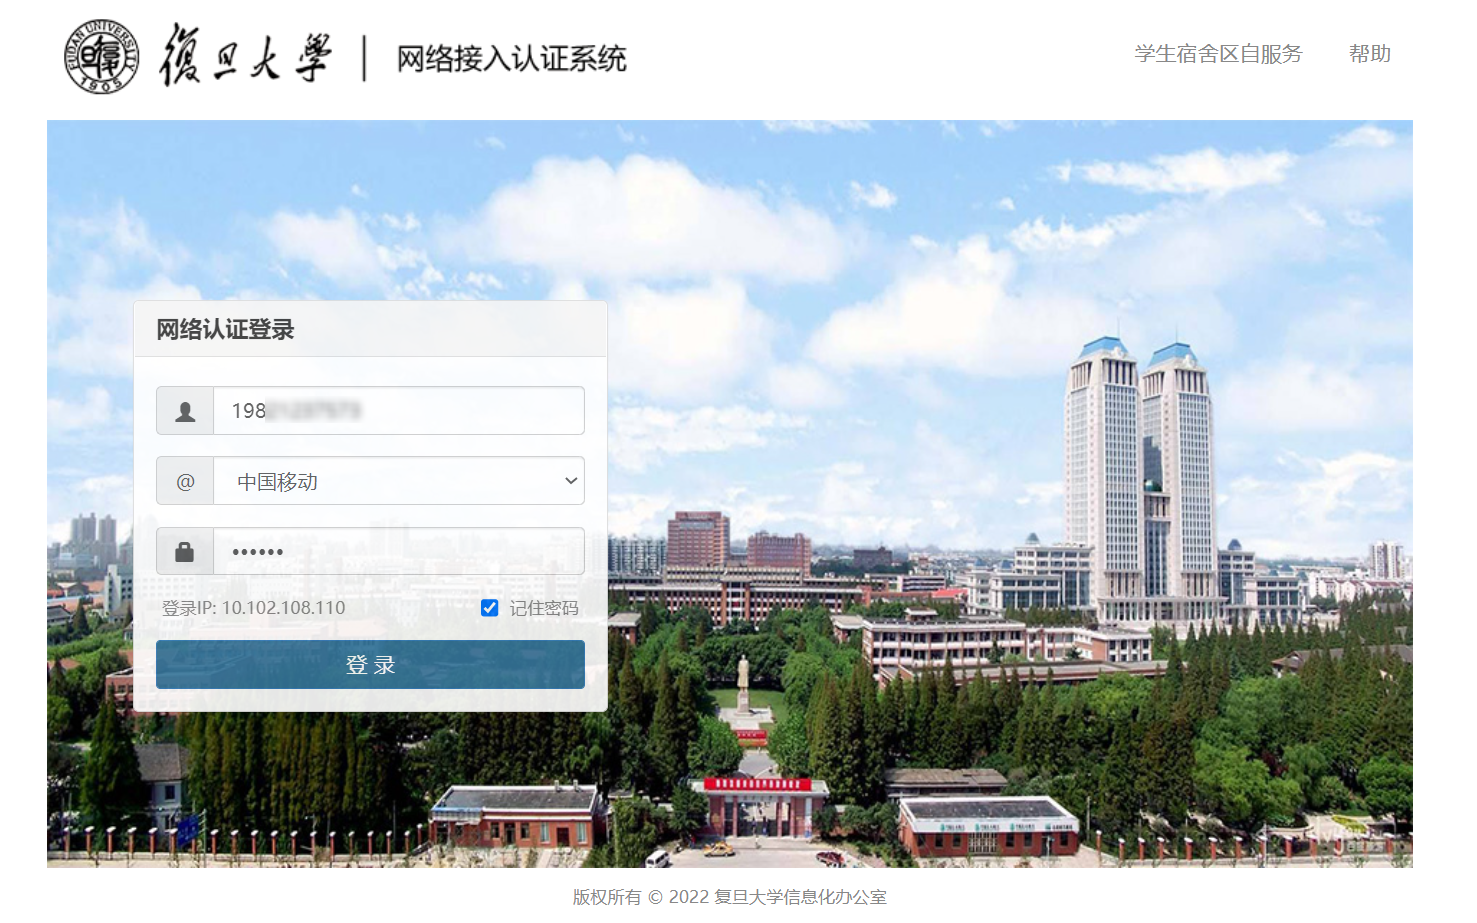 FUDAN UNIVERSITY
1905
復旦大學 | 网络接入认证系统
学生宿舍区自服务 帮助
网络认证登录
198
@ 中国移动
••••••
登录IP: 10.102.108.110 记住密码
登 录
版权所有 © 2022 复旦大学信息化办公室